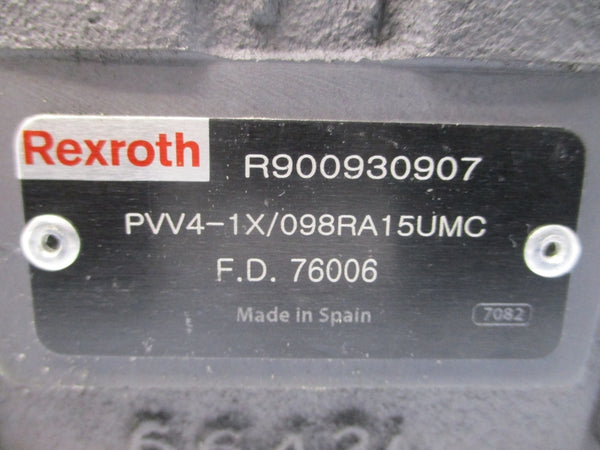 Rexroth R900930907
PVV4-1X/098RA15UMC
F.D. 76006
Made in Spain 7082